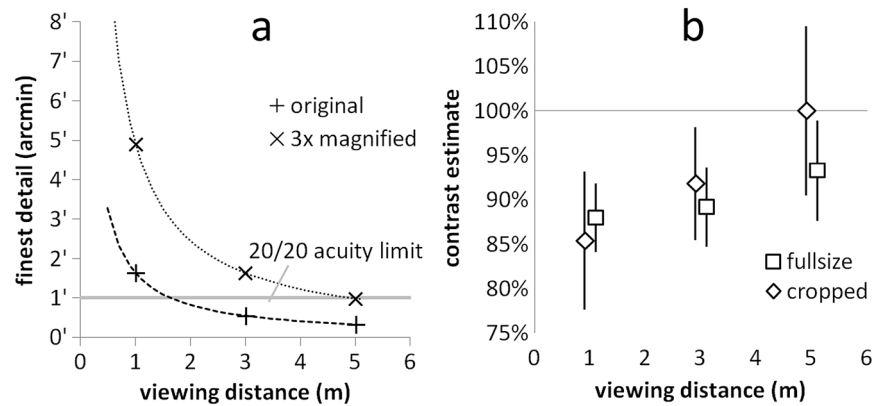 a
8'
7'
6'
5'
4'
3'
2'
1'
0'
finest detail (arcmin)
original
3x magnified
20/20 acuity limit
0 1 2 3 4 5 6
viewing distance (m)
b
110%
105%
100%
95%
90%
85%
80%
75%
contrast estimate
fullsize
cropped
0 1 2 3 4 5 6
viewing distance (m)